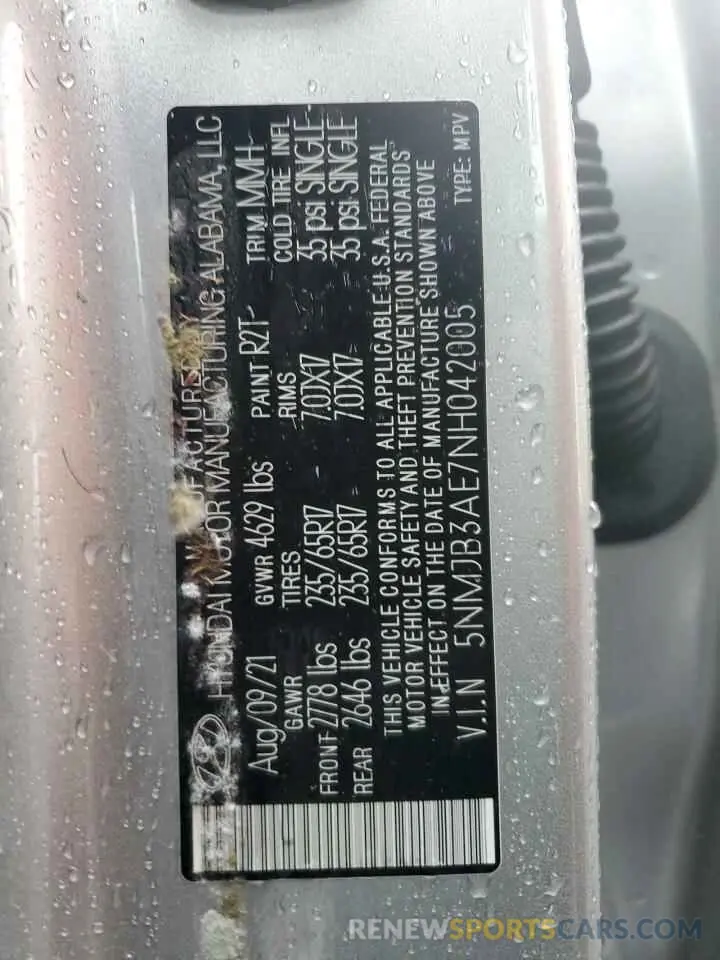 MANUFACTURED BY
HYUNDAI MOTOR MANUFACTURING ALABAMA, LLC
Aug/09/21 GVWR 4629 lbs PAINT R2T TRIM MMH
GAWR TIRES RIMS COLD TIRE INFL
FRONT 2778 lbs 235/65R17 7.0JX17 35 psi SINGLE
REAR 2646 lbs 235/65R17 7.0JX17 35 psi SINGLE
THIS VEHICLE CONFORMS TO ALL APPLICABLE U.S.A. FEDERAL
MOTOR VEHICLE SAFETY AND THEFT PREVENTION STANDARDS
IN EFFECT ON THE DATE OF MANUFACTURE SHOWN ABOVE
V.I.N 5NMJB3AE7NH042005 TYPE: MPV
RENEWSPORTSCARS.COM